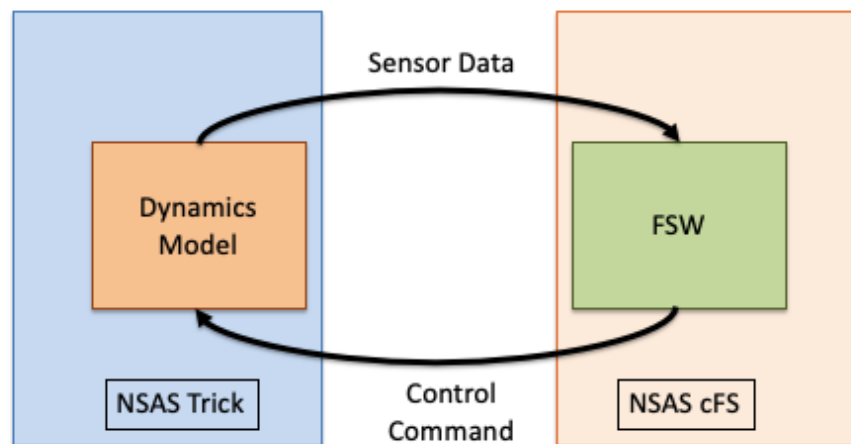 Sensor Data
Dynamics
Model
FSW
NSAS Trick
Control
Command
NSAS cFS